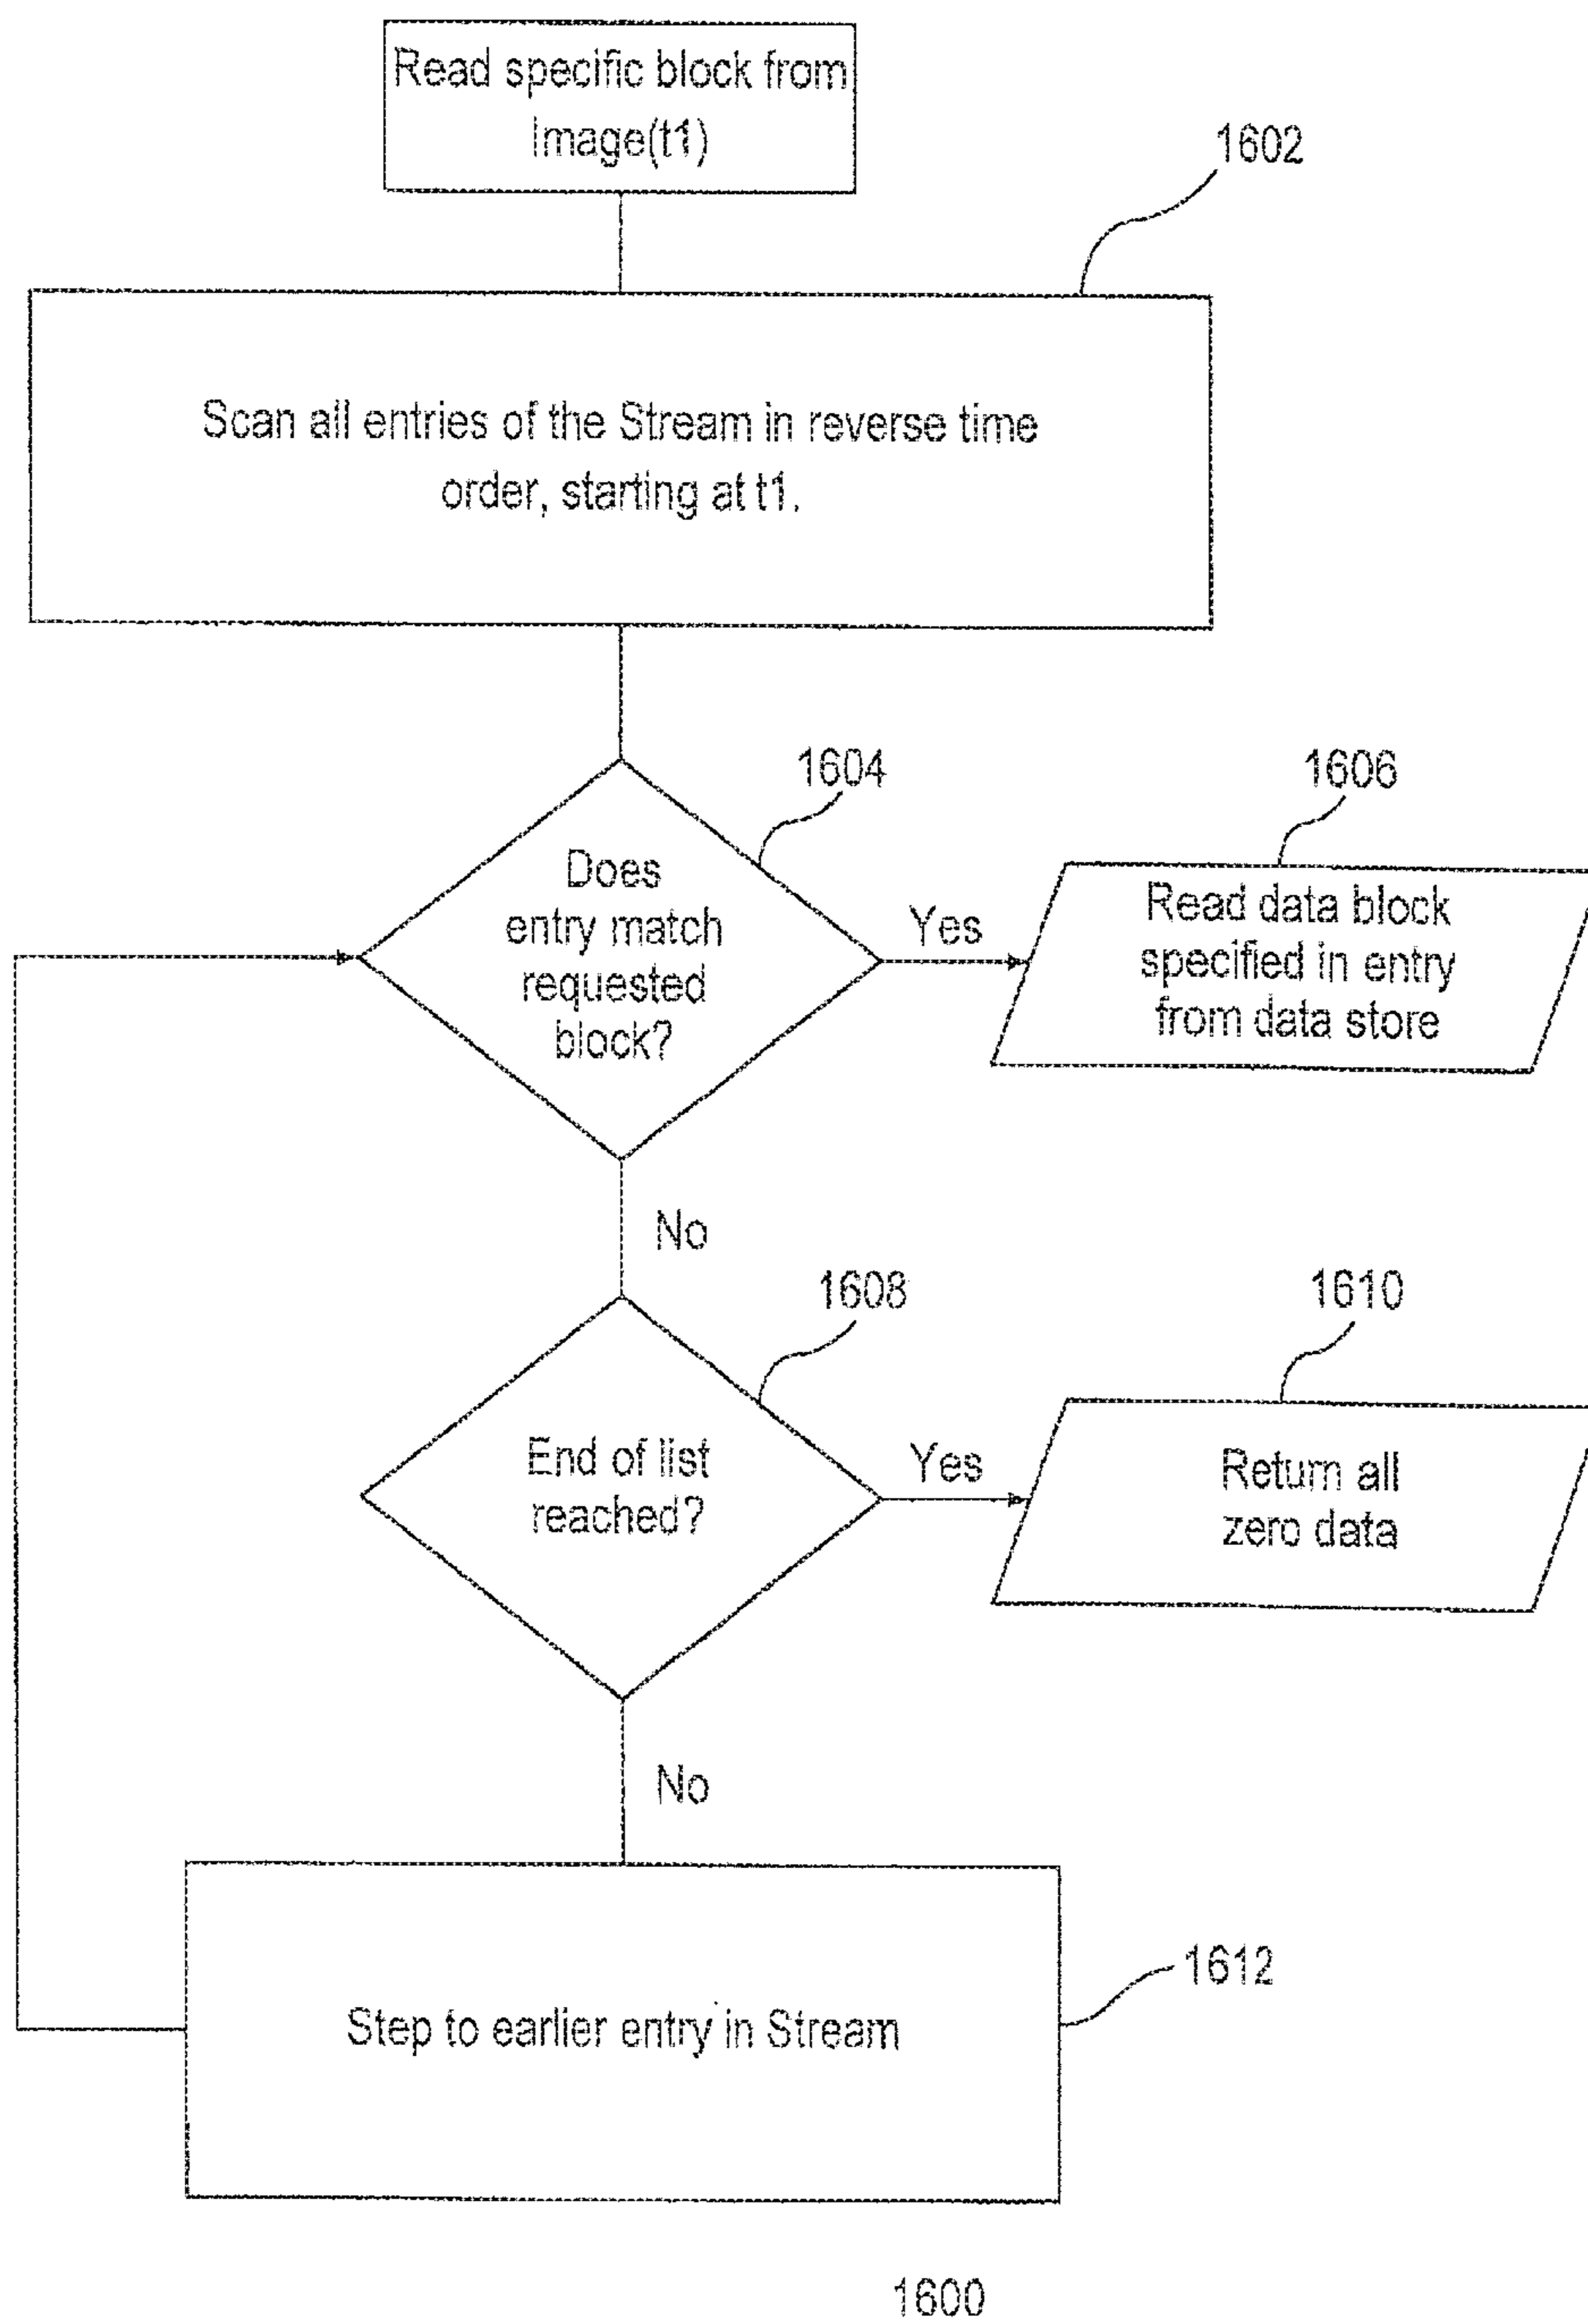 Read specific block from
Image(t1)
1602
Scan all entries of the Stream in reverse time
order, starting at t1.
1604
1606
Does
entry match
requested
block?
Yes
Read data block
specified in entry
from data store
No
1608
1610
End of list
reached?
Yes
Return all
zero data
No
1612
Step to earlier entry in Stream
1600